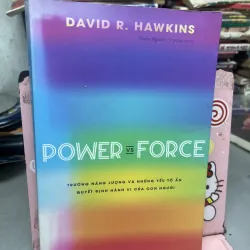 DAVID R. HAWKINS
POWER vs FORCE
TRƯỜNG NĂNG LƯỢNG VÀ NHỮNG YẾU TỐ ẨN
QUYẾT ĐỊNH HÀNH VI CỦA CON NGƯỜI